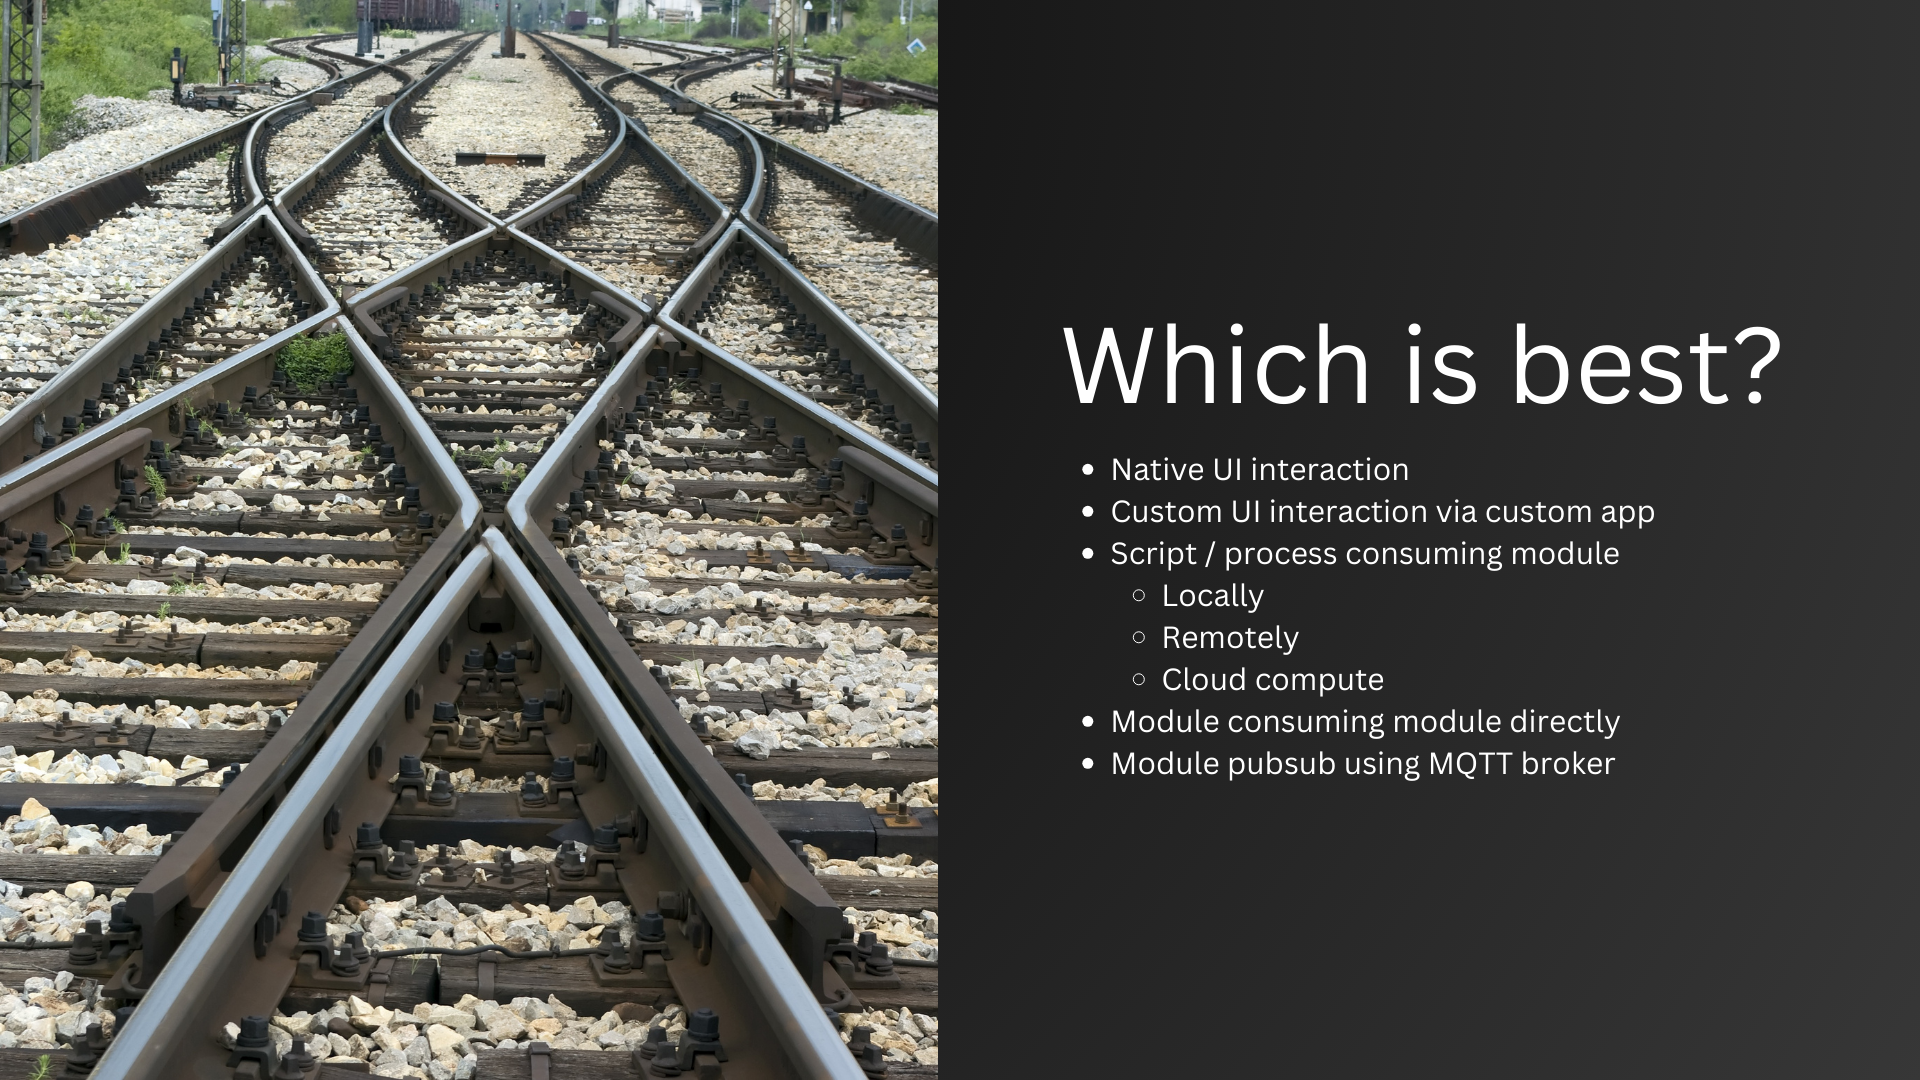 Which is best?
• Native UI interaction
• Custom UI interaction via custom app
• Script / process consuming module
◦ Locally
◦ Remotely
◦ Cloud compute
• Module consuming module directly
• Module pubsub using MQTT broker